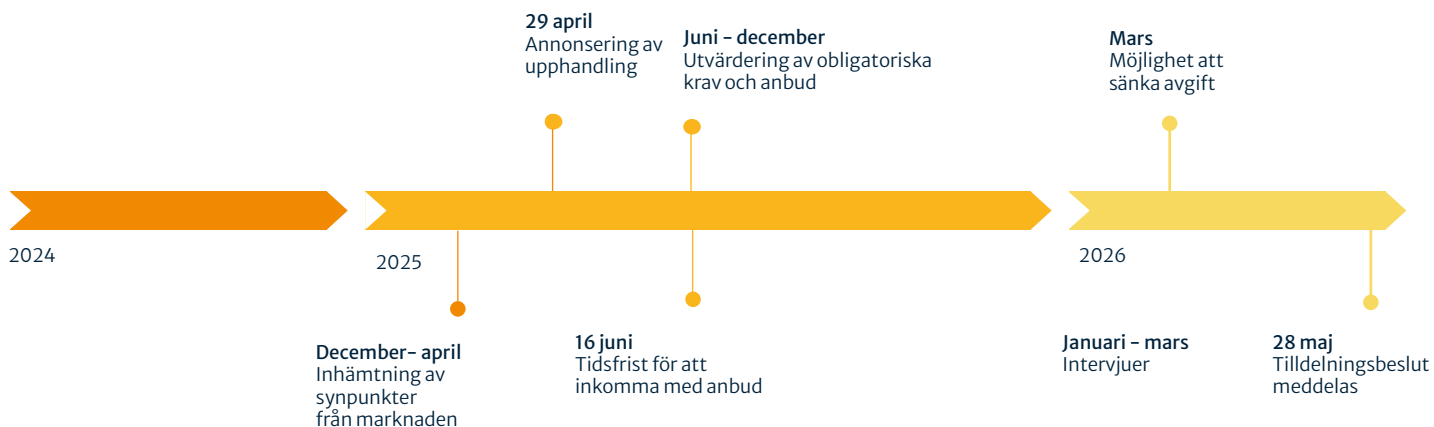 29 april
Annonsering av
upphandling
Juni – december
Utvärdering av obligatoriska
krav och anbud
Mars
Möjlighet att
sänka avgift
2024
2025
2026
December– april
Inhämtning av
synpunkter
från marknaden
16 juni
Tidsfrist för att
inkomma med anbud
Januari – mars
Intervjuer
28 maj
Tilldelningsbeslut
meddelas